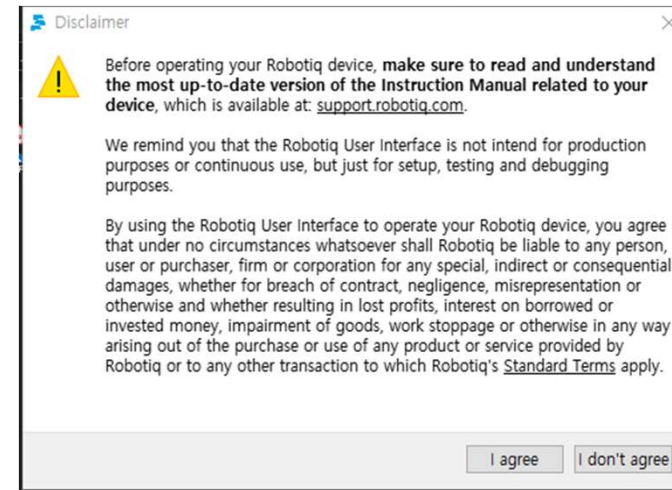 Disclaimer
Before operating your Robotiq device, make sure to read and understand
the most up-to-date version of the Instruction Manual related to your
device, which is available at: support.robotiq.com.
We remind you that the Robotiq User Interface is not intend for production
purposes or continuous use, but just for setup, testing and debugging
purposes.
By using the Robotiq User Interface to operate your Robotiq device, you agree
that under no circumstances whatsoever shall Robotiq be liable to any person,
user or purchaser, firm or corporation for any special, indirect or consequential
damages, whether for breach of contract, negligence, misrepresentation or
otherwise and whether resulting in lost profits, interest on borrowed or
invested money, impairment of goods, work stoppage or otherwise in any way
arising out of the purchase or use of any product or service provided by
Robotiq or to any other transaction to which Robotiq's Standard Terms apply.
I agree
I don't agree